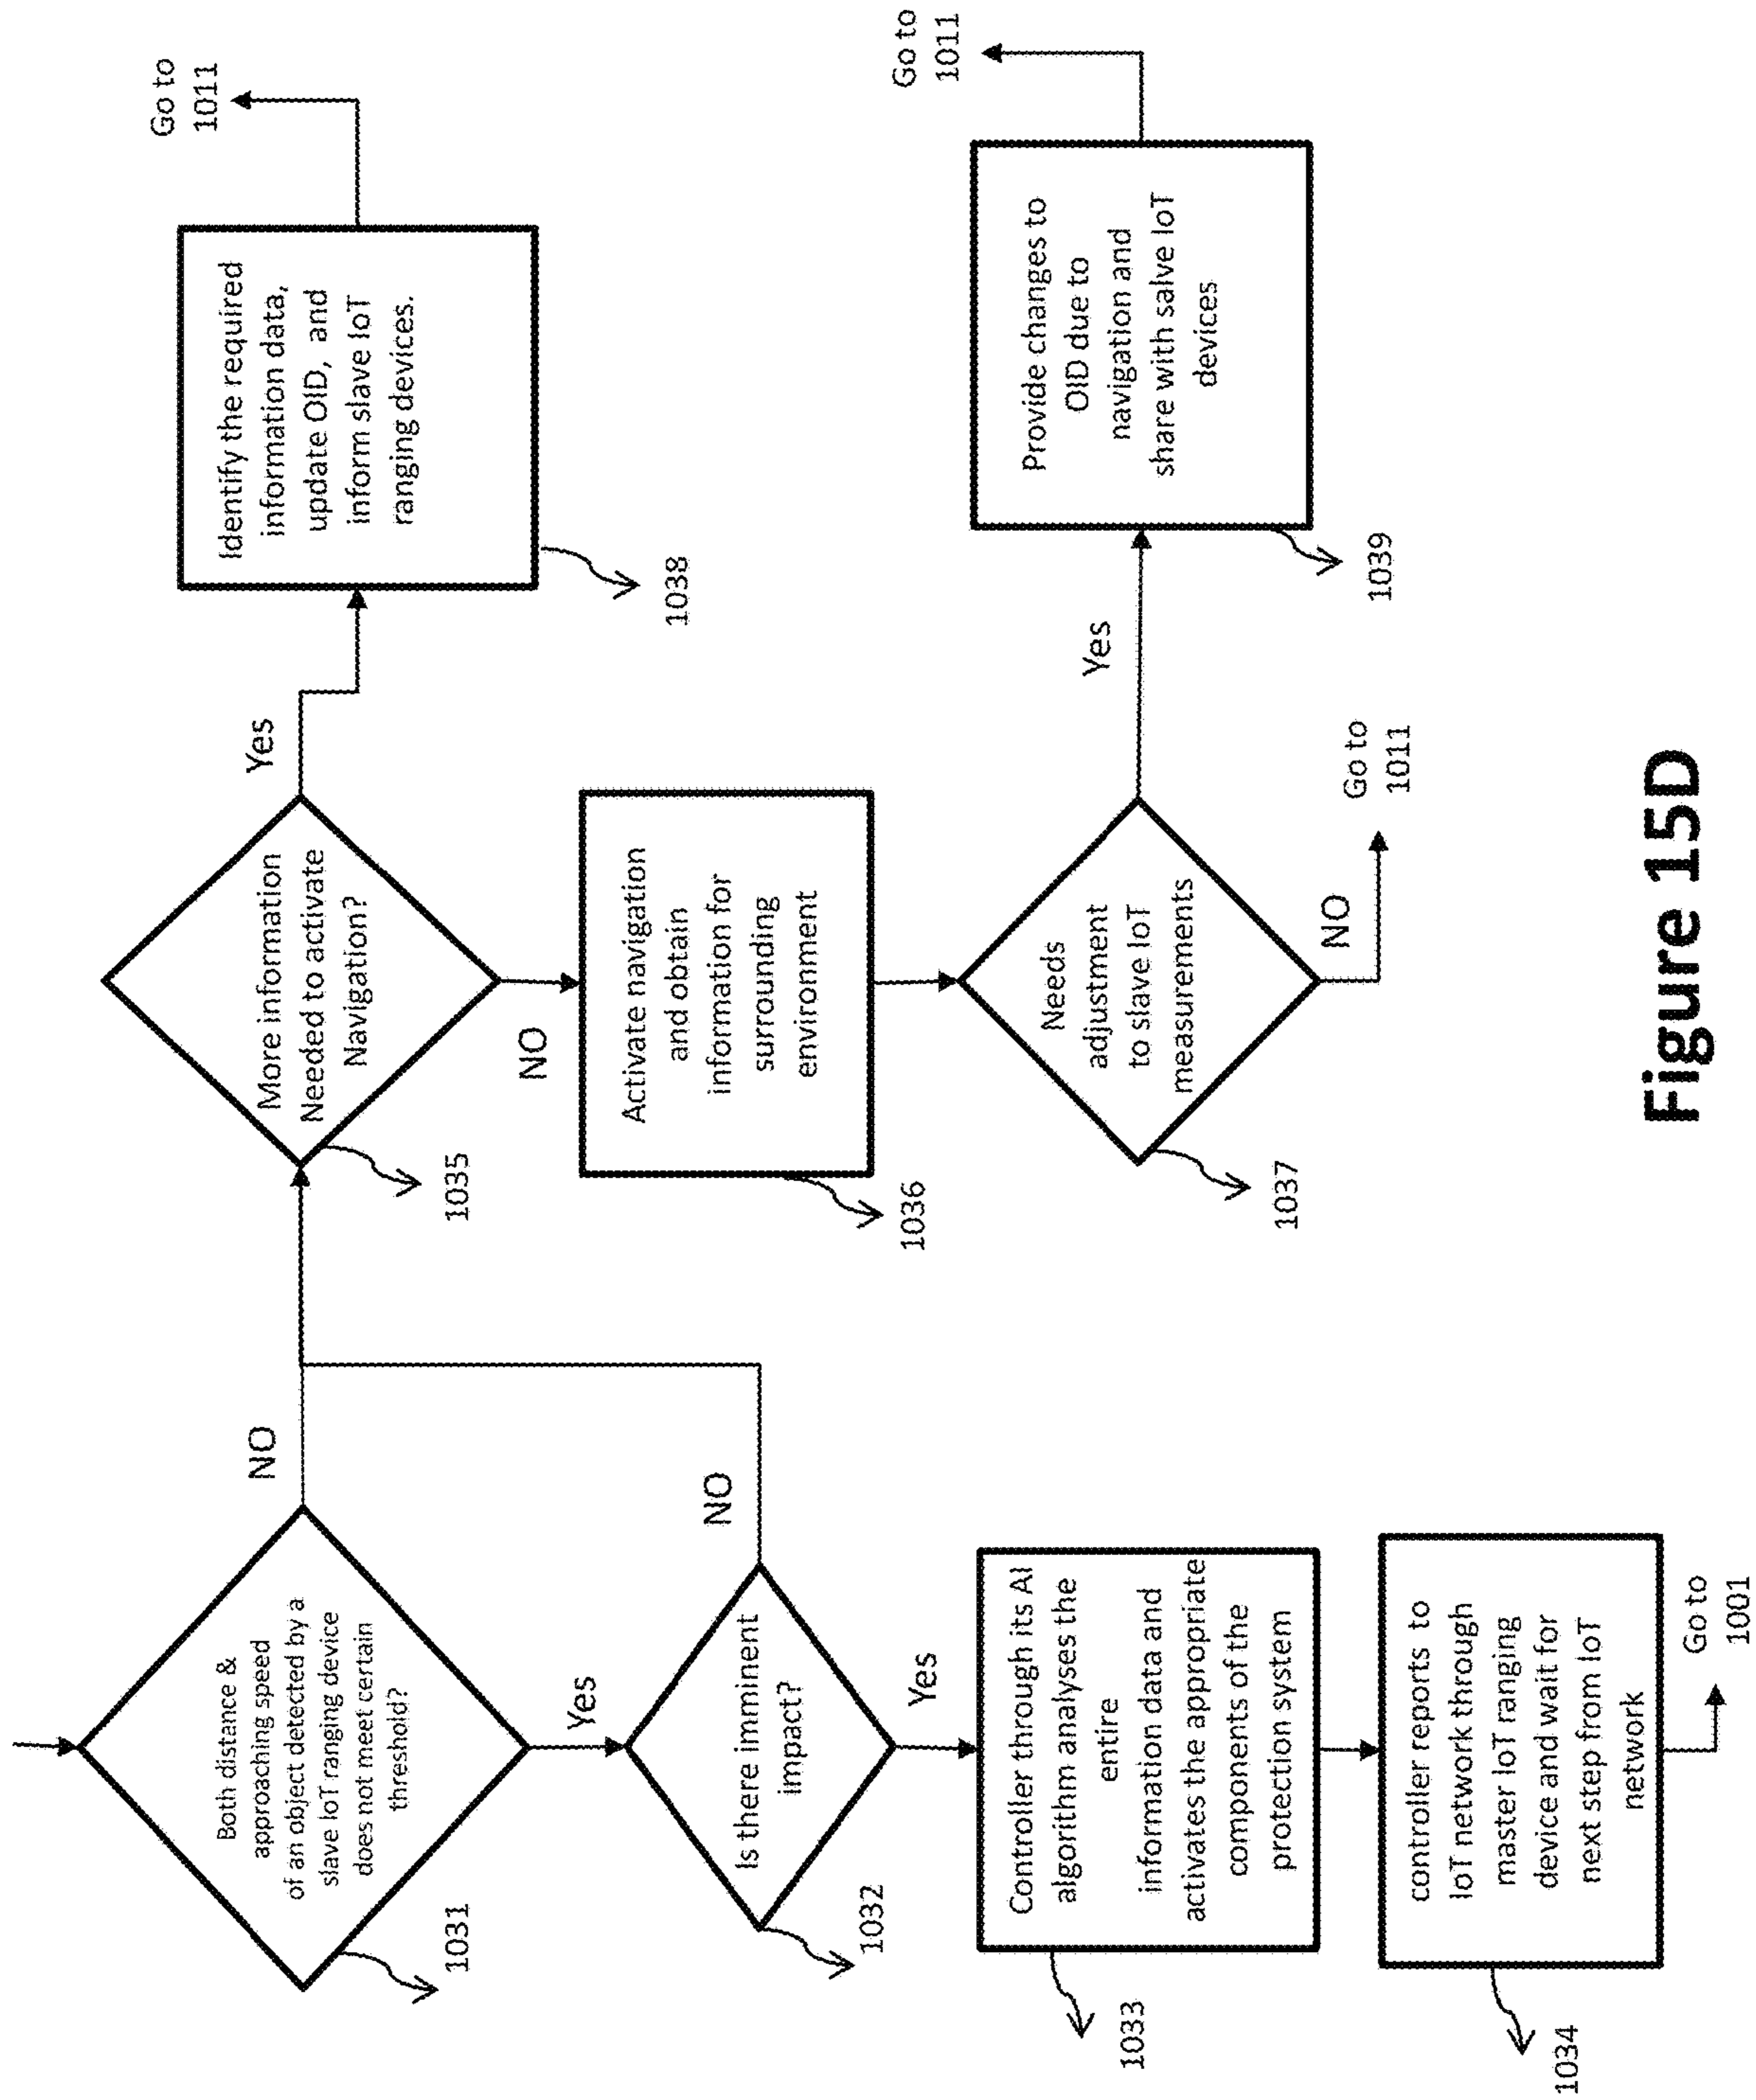 Both distance &
approaching speed
of an object detected by a
slave IoT ranging device
does not meet certain
threshold?
1031
NO
Yes
Is there imminent
impact?
1032
NO
Yes
Controller through its AI
algorithm analyses the
entire
information data and
activates the appropriate
components of the
protection system
1033
controller reports to
IoT network through
master IoT ranging
device and wait for
next step from IoT
network
1034
Go to
1001
More information
Needed to activate
Navigation?
1035
Yes
NO
Activate navigation
and obtain
information for
surrounding
environment
1036
Needs
adjustment
to slave IoT
measurements
1037
Yes
NO
Go to
1011
Identify the required
information data,
update OID, and
inform slave IoT
ranging devices.
1038
Go to
1011
Provide changes to
OID due to
navigation and
share with salve IoT
devices
1039
Go to
1011
Figure 15D